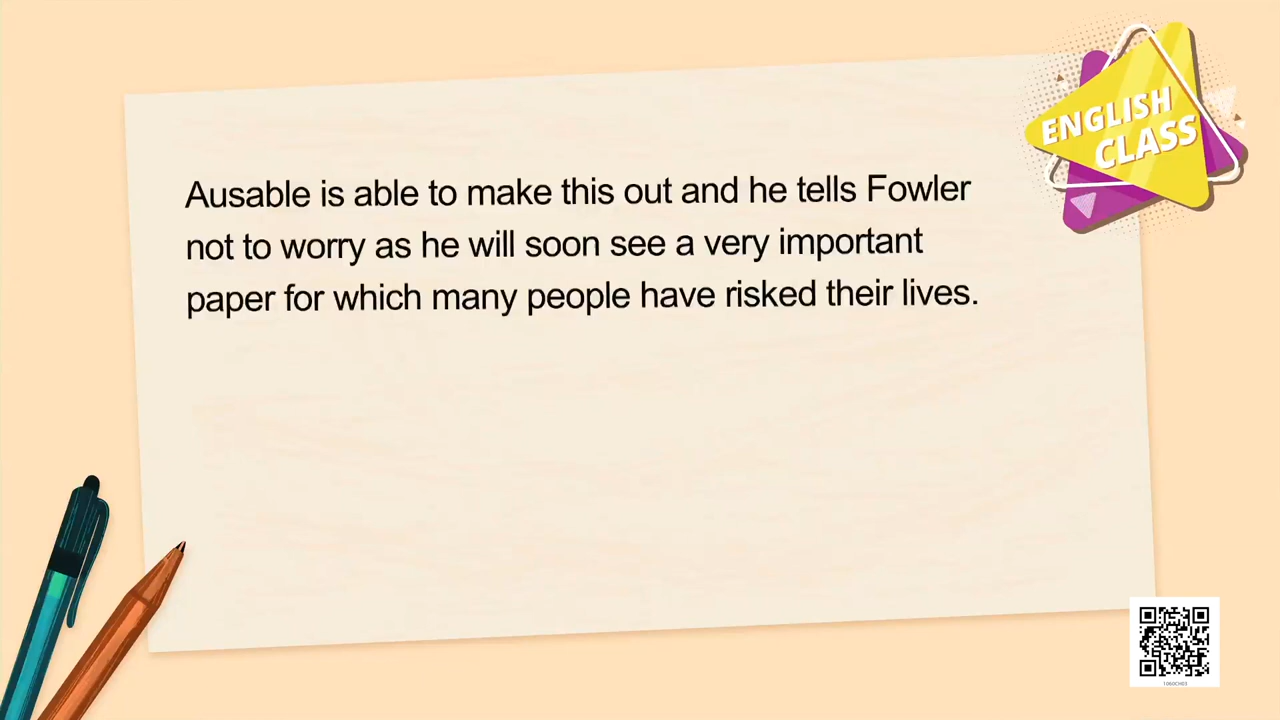 ENGLISH
CLASS
Ausable is able to make this out and he tells Fowler
not to worry as he will soon see a very important
paper for which many people have risked their lives.